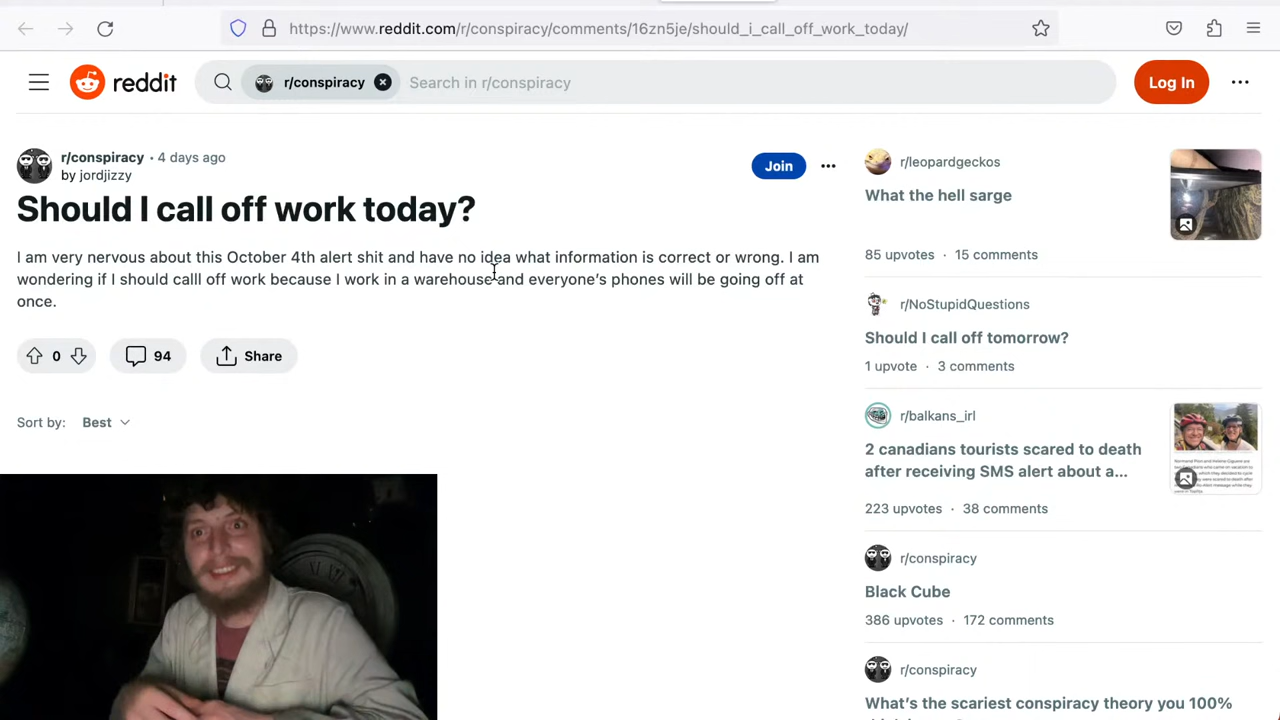 https://www.reddit.com/r/conspiracy/comments/16zn5je/should_i_call_off_work_today/
reddit
r/conspiracy
Search in r/conspiracy
Log In
r/conspiracy • 4 days ago
by jordjizzy
Join
Should I call off work today?
I am very nervous about this October 4th alert shit and have no idea what information is correct or wrong. I am
wondering if I should calll off work because I work in a warehouse and everyone's phones will be going off at
once.
0
94
Share
Sort by: Best
r/leopardgeckos
What the hell sarge
85 upvotes · 15 comments
r/NoStupidQuestions
Should I call off tomorrow?
1 upvote · 3 comments
r/balkans_irl
2 canadians tourists scared to death
after receiving SMS alert about a...
223 upvotes · 38 comments
r/conspiracy
Black Cube
386 upvotes · 172 comments
r/conspiracy
What's the scariest conspiracy theory you 100%